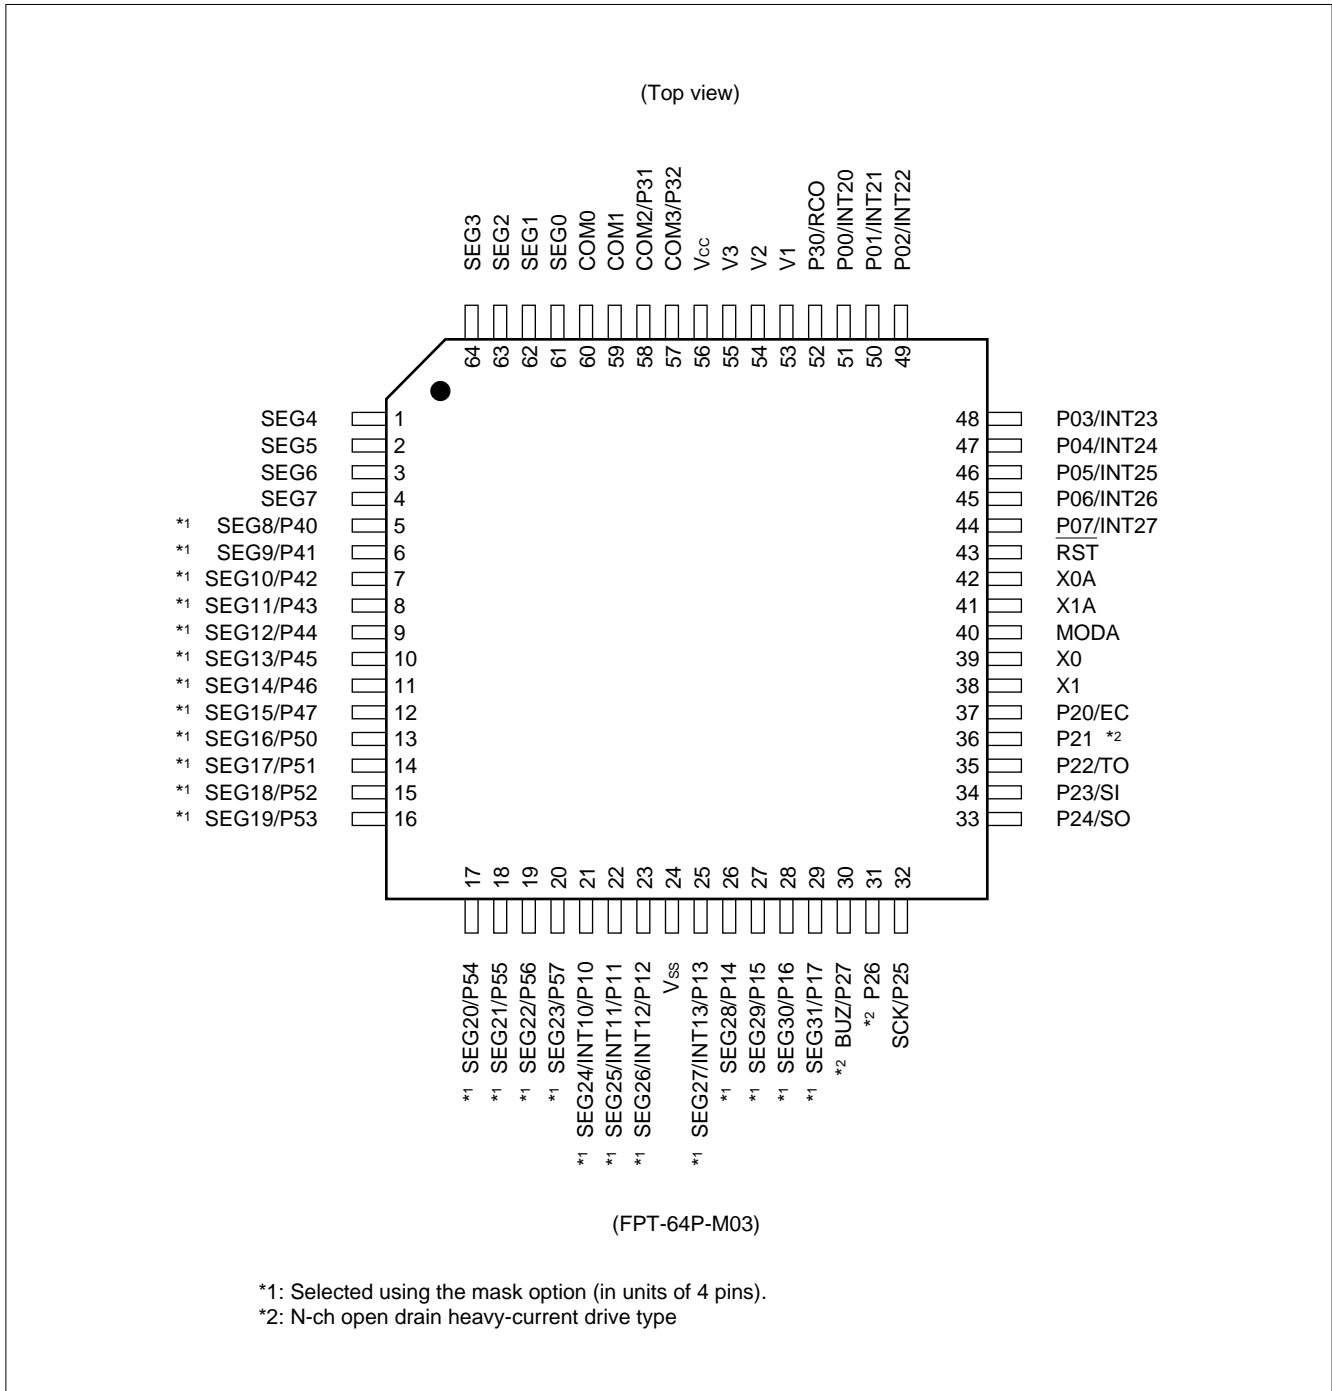 (Top view)
SEG3
SEG2
SEG1
SEG0
COM0
COM1
COM2/P31
COM3/P32
Vcc
V3
V2
V1
P30/RCO
P00/INT20
P01/INT21
P02/INT22
64
63
62
61
60
59
58
57
56
55
54
53
52
51
50
49
SEG4 1
SEG5 2
SEG6 3
SEG7 4
*1 SEG8/P40 5
*1 SEG9/P41 6
*1 SEG10/P42 7
*1 SEG11/P43 8
*1 SEG12/P44 9
*1 SEG13/P45 10
*1 SEG14/P46 11
*1 SEG15/P47 12
*1 SEG16/P50 13
*1 SEG17/P51 14
*1 SEG18/P52 15
*1 SEG19/P53 16
48 P03/INT23
47 P04/INT24
46 P05/INT25
45 P06/INT26
44 P07/INT27
43 RST
42 X0A
41 X1A
40 MODA
39 X0
38 X1
37 P20/EC
36 P21 *2
35 P22/TO
34 P23/SI
33 P24/SO
17
18
19
20
21
22
23
24
25
26
27
28
29
30
31
32
*1 SEG20/P54
*1 SEG21/P55
*1 SEG22/P56
*1 SEG23/P57
*1 SEG24/INT10/P10
*1 SEG25/INT11/P11
*1 SEG26/INT12/P12
Vss
*1 SEG27/INT13/P13
*1 SEG28/P14
*1 SEG29/P15
*1 SEG30/P16
*1 SEG31/P17
*2 BUZ/P27
*2 P26
SCK/P25
(FPT-64P-M03)
*1: Selected using the mask option (in units of 4 pins).
*2: N-ch open drain heavy-current drive type